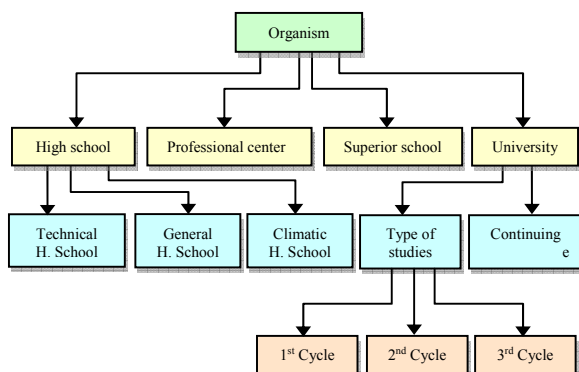 Organism
High school
Professional center
Superior school
University
Technical
H. School
General
H. School
Climatic
H. School
Type of
studies
Continuing
e
1st Cycle
2nd Cycle
3rd Cycle